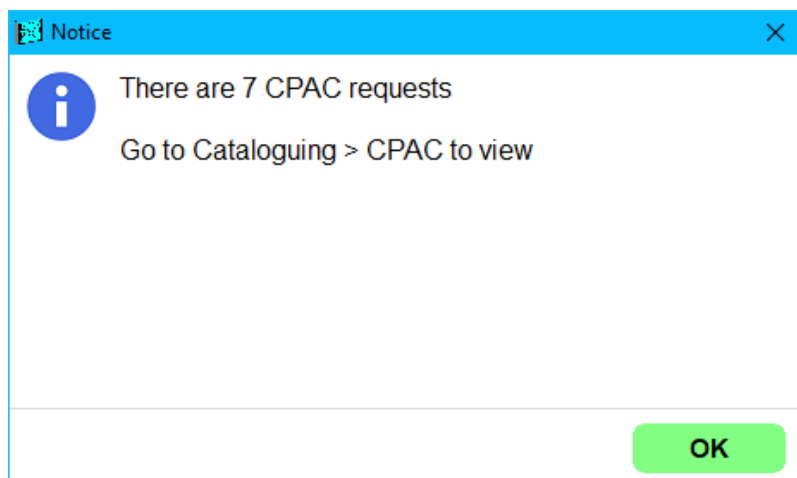 Notice
There are 7 CPAC requests
Go to Cataloguing > CPAC to view
OK